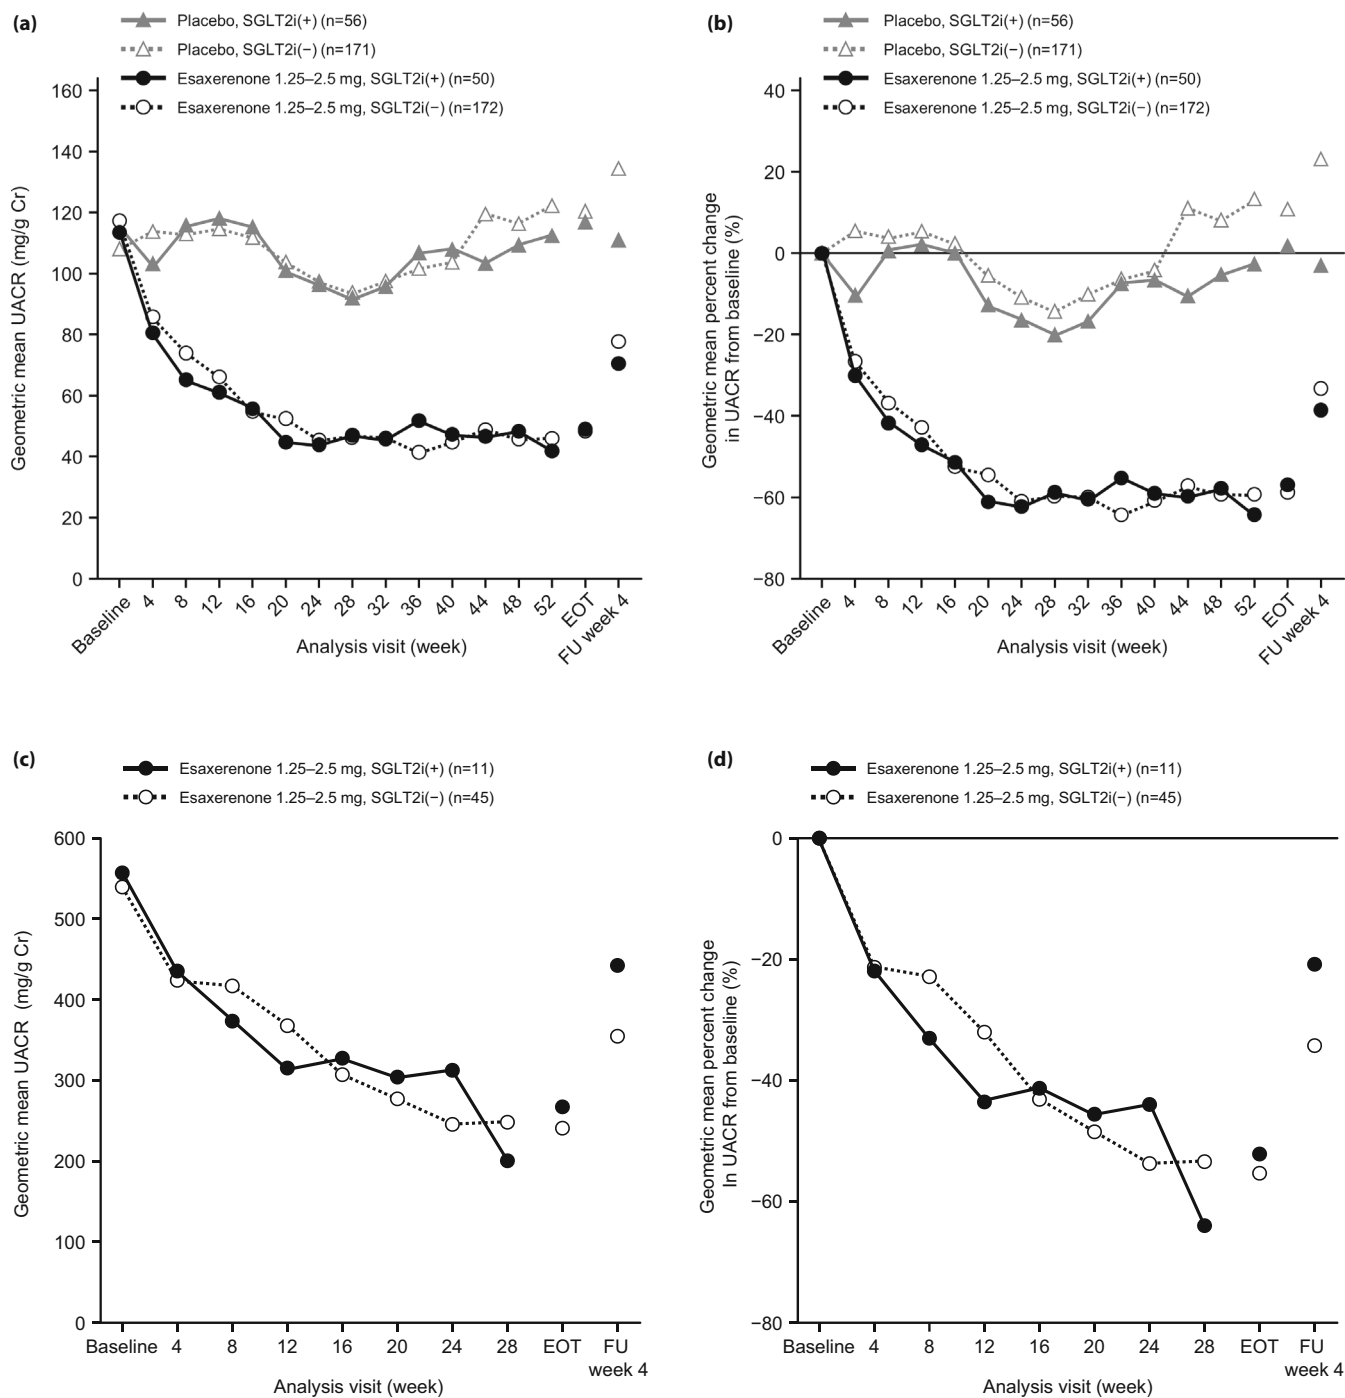 (a)
Placebo, SGLT2i(+) (n=56)
Placebo, SGLT2i(−) (n=171)
Esaxerenone 1.25–2.5 mg, SGLT2i(+) (n=50)
Esaxerenone 1.25–2.5 mg, SGLT2i(−) (n=172)
Geometric mean UACR (mg/g Cr)
160
140
120
100
80
60
40
20
0
Baseline 4 8 12 16 20 24 28 32 36 40 44 48 52 EOT FU week 4
Analysis visit (week)
(b)
Placebo, SGLT2i(+) (n=56)
Placebo, SGLT2i(−) (n=171)
Esaxerenone 1.25–2.5 mg, SGLT2i(+) (n=50)
Esaxerenone 1.25–2.5 mg, SGLT2i(−) (n=172)
Geometric mean percent change
in UACR from baseline (%)
40
20
0
−20
−40
−60
−80
Baseline 4 8 12 16 20 24 28 32 36 40 44 48 52 EOT FU week 4
Analysis visit (week)
(c)
Esaxerenone 1.25–2.5 mg, SGLT2i(+) (n=11)
Esaxerenone 1.25–2.5 mg, SGLT2i(−) (n=45)
Geometric mean UACR (mg/g Cr)
600
500
400
300
200
100
0
Baseline 4 8 12 16 20 24 28 EOT FU
week 4
Analysis visit (week)
(d)
Esaxerenone 1.25–2.5 mg, SGLT2i(+) (n=11)
Esaxerenone 1.25–2.5 mg, SGLT2i(−) (n=45)
Geometric mean percent change
In UACR from baseline (%)
0
−20
−40
−60
−80
Baseline 4 8 12 16 20 24 28 EOT FU
week 4
Analysis visit (week)